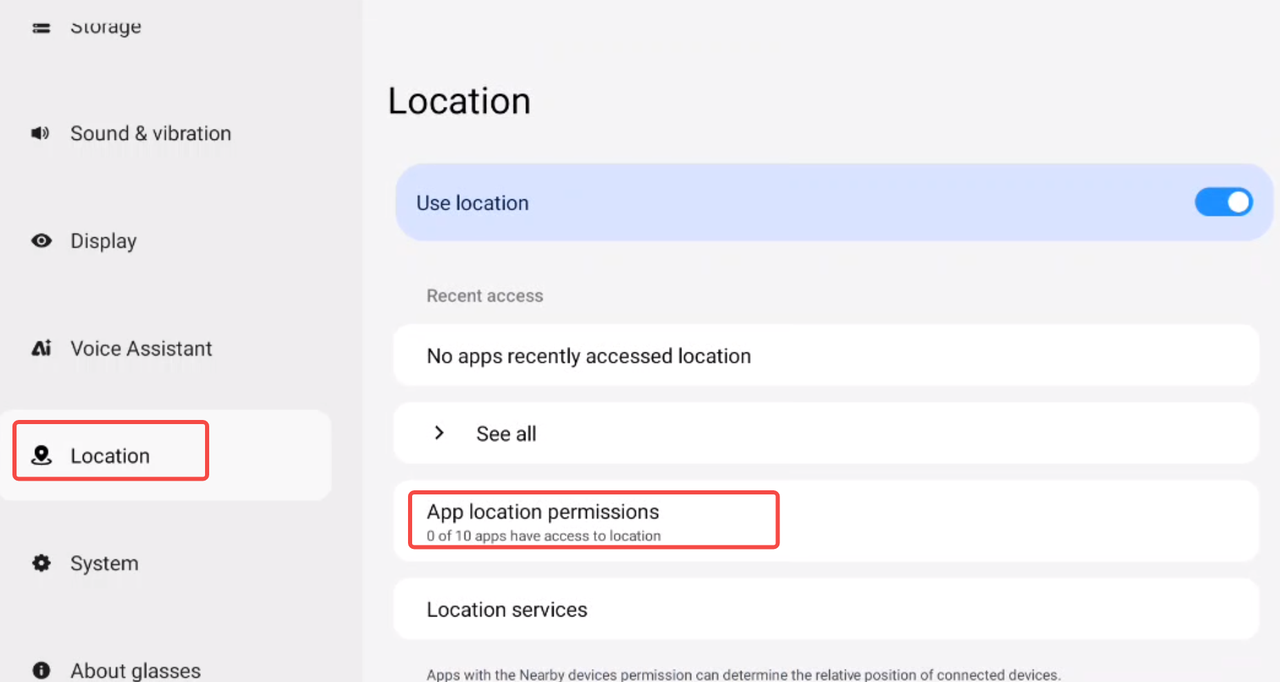 Storage
Sound & vibration
Display
Voice Assistant
Location
System
About glasses
Location
Use location
Recent access
No apps recently accessed location
See all
App location permissions
0 of 10 apps have access to location
Location services
Apps with the Nearby devices permission can determine the relative position of connected devices.